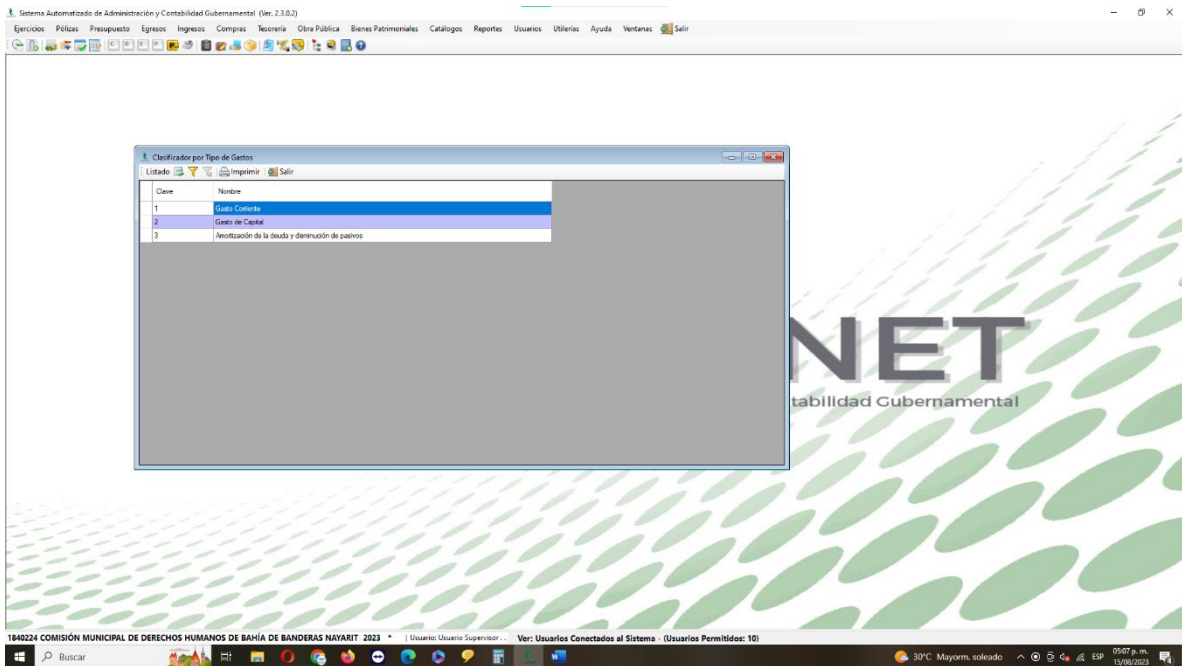 Sistema Automatizado de Administración y Contabilidad Gubernamental (Ver. 2.3.0.2)
Ejercicios Pólizas Presupuesto Egresos Ingresos Compras Tesorería Obra Pública Bienes Patrimoniales Catálogos Reportes Usuarios Utilerías Ayuda Ventanas Salir
Clasificador por Tipo de Gastos
Listado Imprimir Salir
Clave Nombre
1 Gasto Corriente
2 Gasto de Capital
3 Amortización de la deuda y disminución de pasivos
NET
tabilidad Gubernamental
1840224 COMISIÓN MUNICIPAL DE DERECHOS HUMANOS DE BAHÍA DE BANDERAS NAYARIT 2023 * | Usuario: Usuario Supervisor . . Ver: Usuarios Conectados al Sistema - (Usuarios Permitidos: 10)
Buscar 30°C Mayorm. soleado ESP 05:07 p. m.
15/08/2023